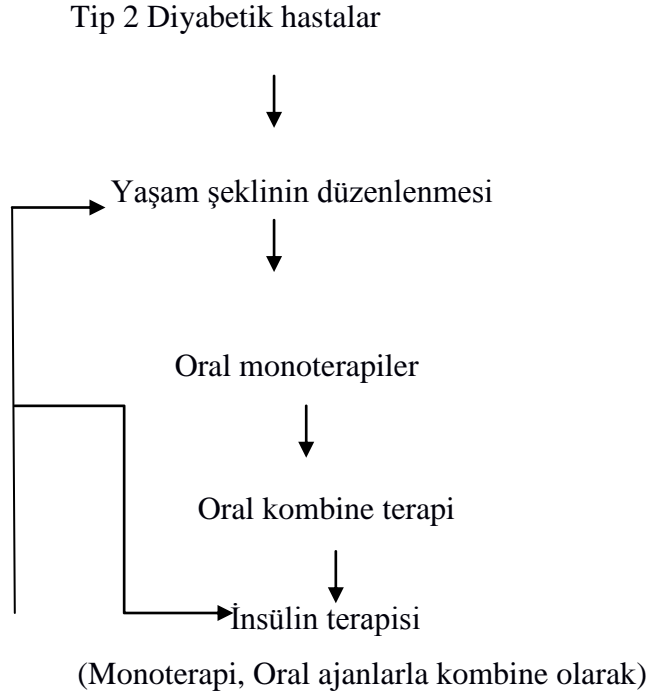 Tip 2 Diyabetik hastalar
Yaşam şeklinin düzenlenmesi
Oral monoterapiler
Oral kombine terapi
İnsülin terapisi
(Monoterapi, Oral ajanlarla kombine olarak)